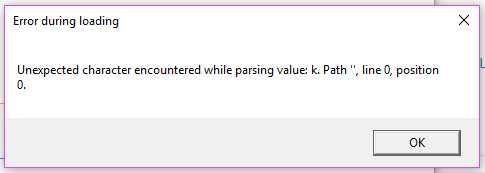 Error during loading
Unexpected character encountered while parsing value: k. Path '', line 0, position
0.
OK